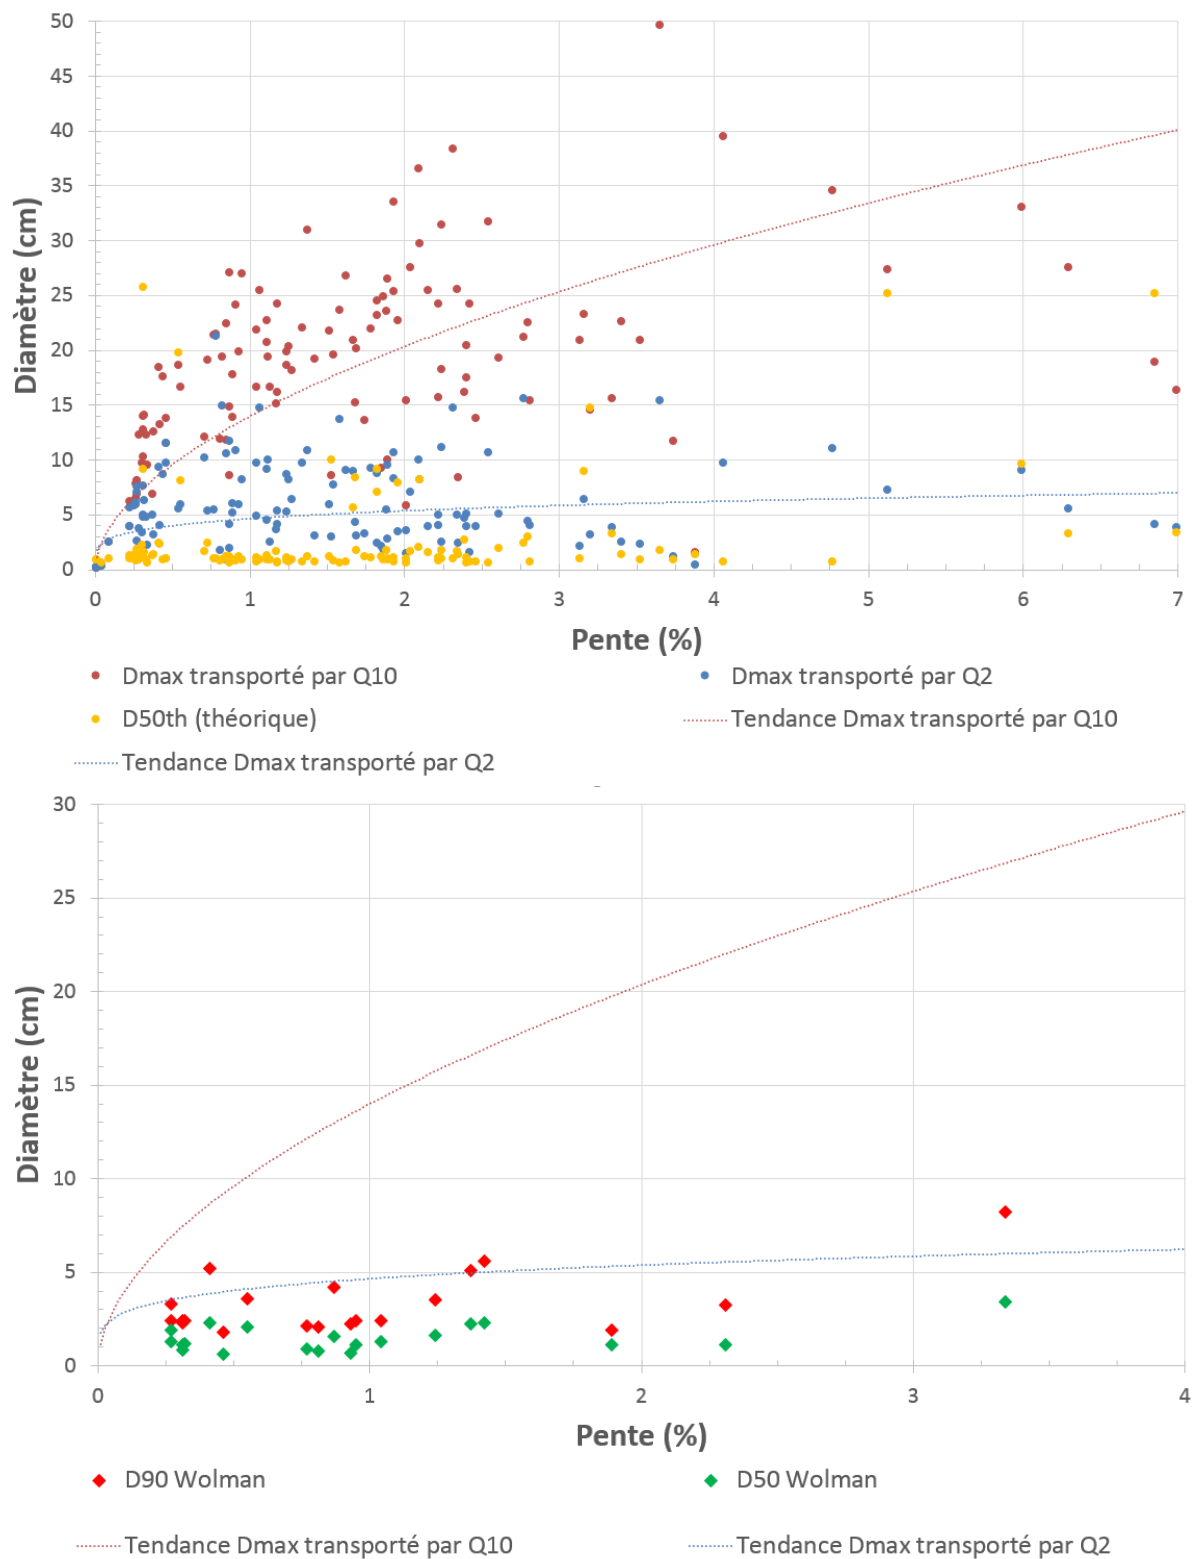 50
45
40
35
30
25
20
15
10
5
0
Diamètre (cm)
0 1 2 3 4 5 6 7
Pente (%)
Dmax transporté par Q10 Dmax transporté par Q2
D50th (théorique) Tendance Dmax transporté par Q10
Tendance Dmax transporté par Q2
30
25
20
15
10
5
0
Diamètre (cm)
0 1 2 3 4
Pente (%)
D90 Wolman D50 Wolman
Tendance Dmax transporté par Q10 Tendance Dmax transporté par Q2